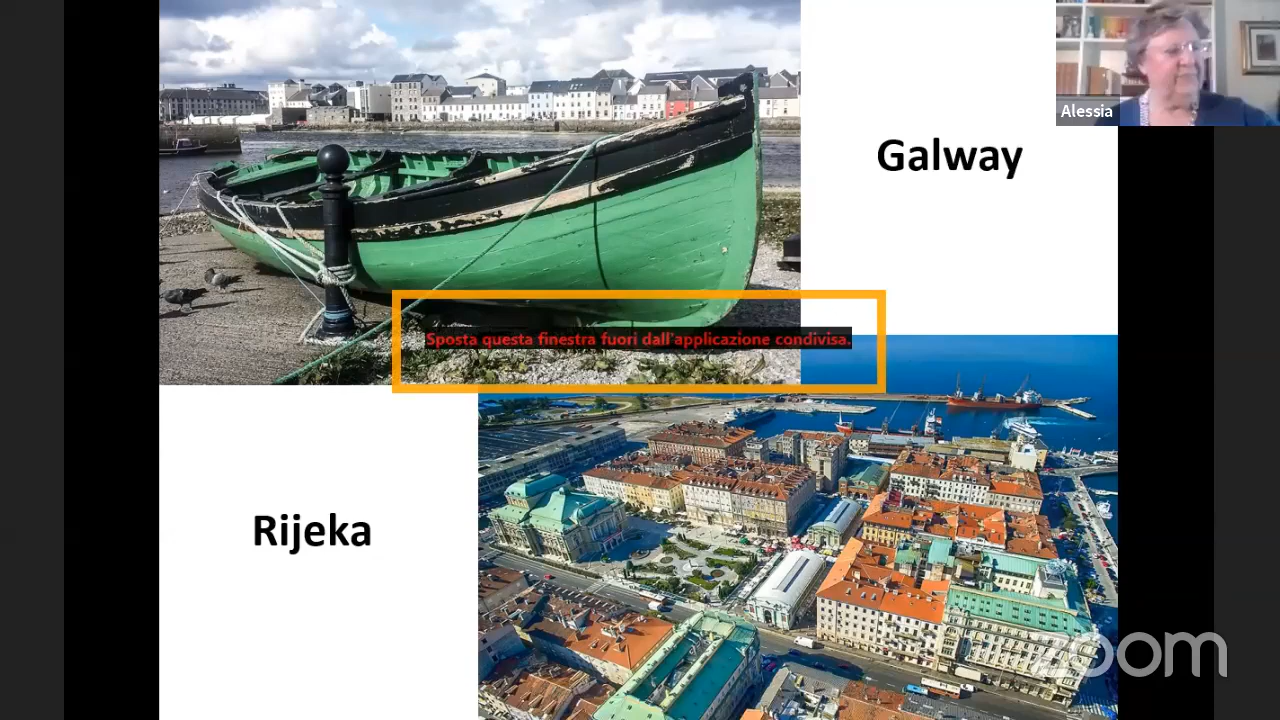 Alessia
Galway
Sposta questa finestra fuori dall'applicazione condivisa.
Rijeka
zoom